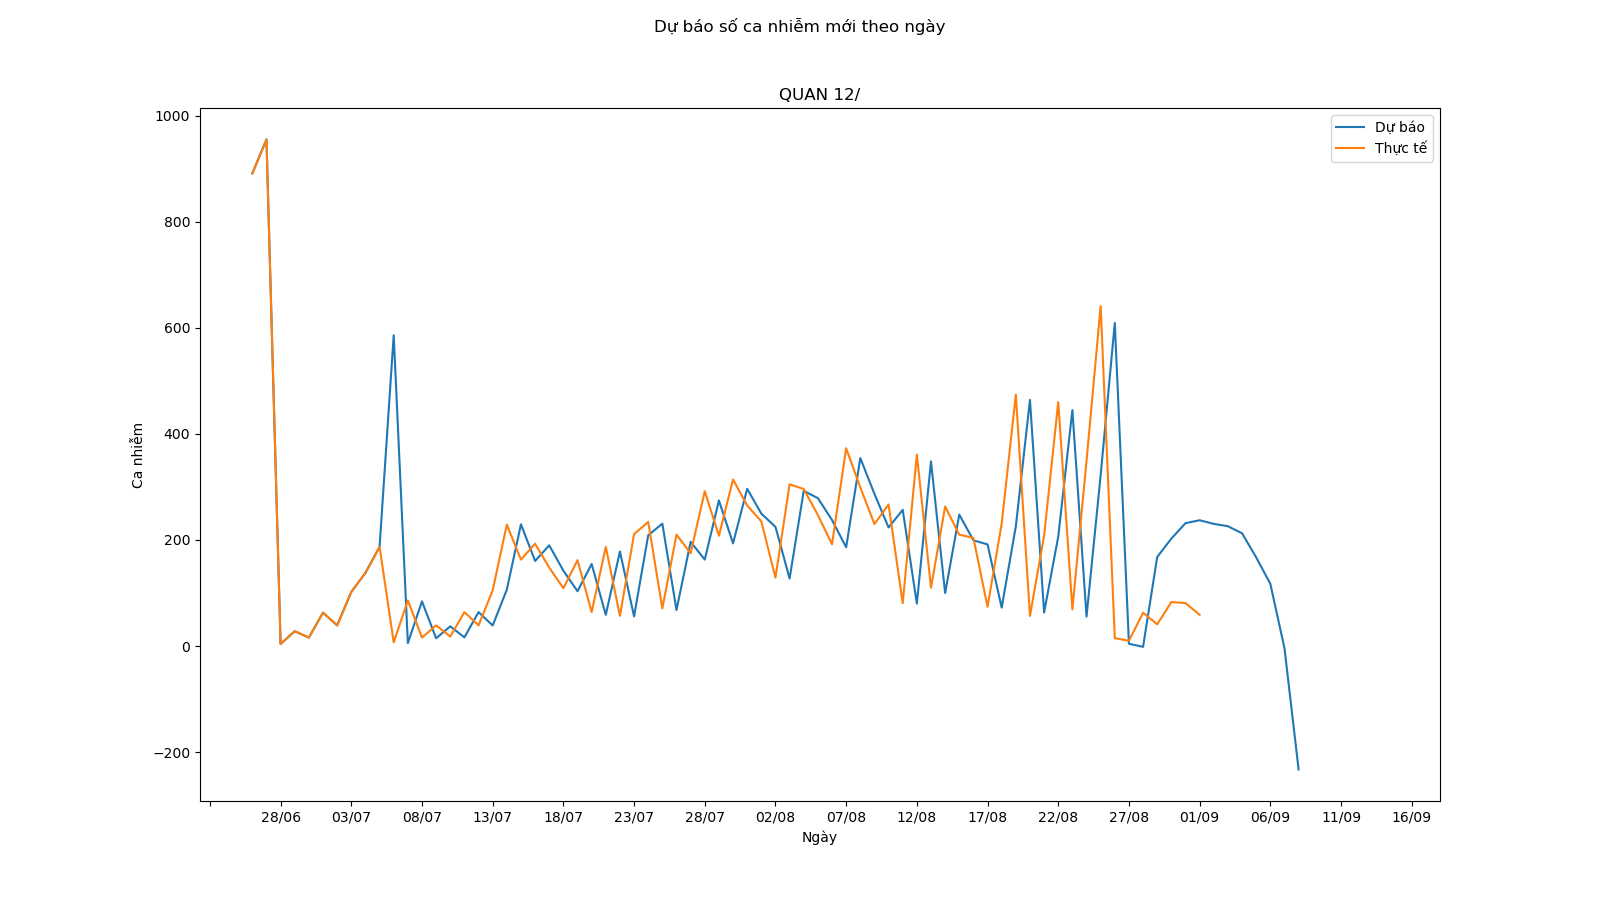 Dự báo số ca nhiễm mới theo ngày
QUAN 12/
1000
800
600
400
200
0
−200
Ca nhiễm
Dự báo
Thực tế
28/06 03/07 08/07 13/07 18/07 23/07 28/07 02/08 07/08 12/08 17/08 22/08 27/08 01/09 06/09 11/09 16/09
Ngày